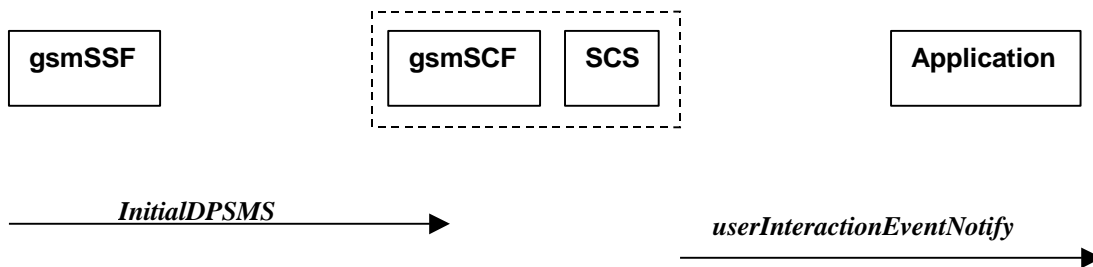 gsmSSF gsmSCF SCS Application
InitialDPSMS
userInteractionEventNotify